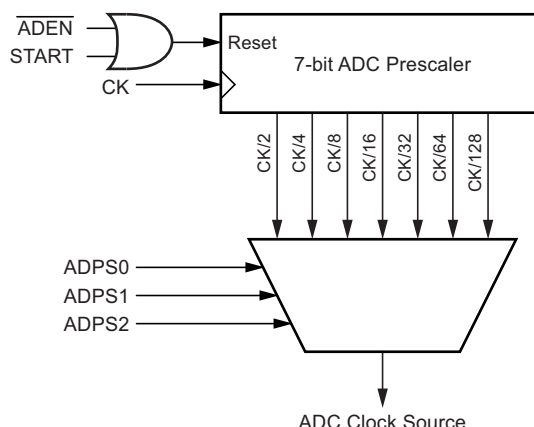 ADEN
START
Reset
7-bit ADC Prescaler
CK
CK/2
CK/4
CK/8
CK/16
CK/32
CK/64
CK/128
ADPS0
ADPS1
ADPS2
ADC Clock Source